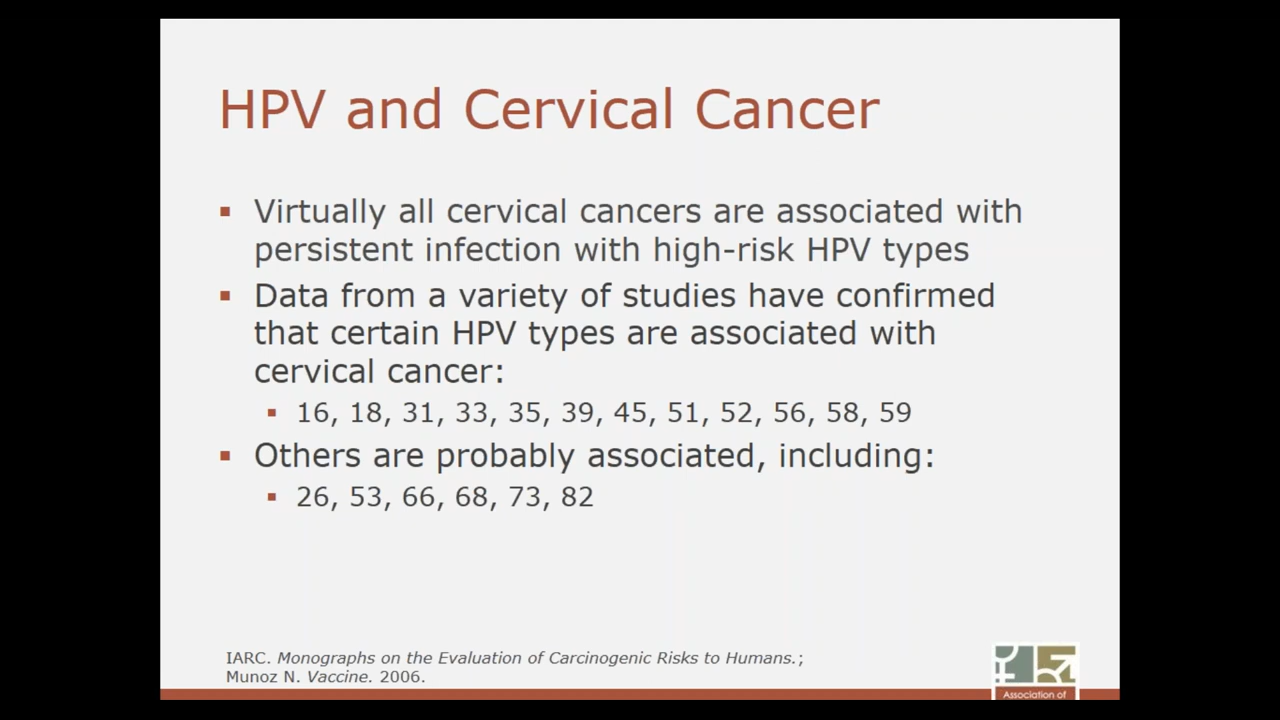 HPV and Cervical Cancer
▪ Virtually all cervical cancers are associated with
persistent infection with high-risk HPV types
▪ Data from a variety of studies have confirmed
that certain HPV types are associated with
cervical cancer:
▪ 16, 18, 31, 33, 35, 39, 45, 51, 52, 56, 58, 59
▪ Others are probably associated, including:
▪ 26, 53, 66, 68, 73, 82
IARC. Monographs on the Evaluation of Carcinogenic Risks to Humans.;
Munoz N. Vaccine. 2006.
Association of